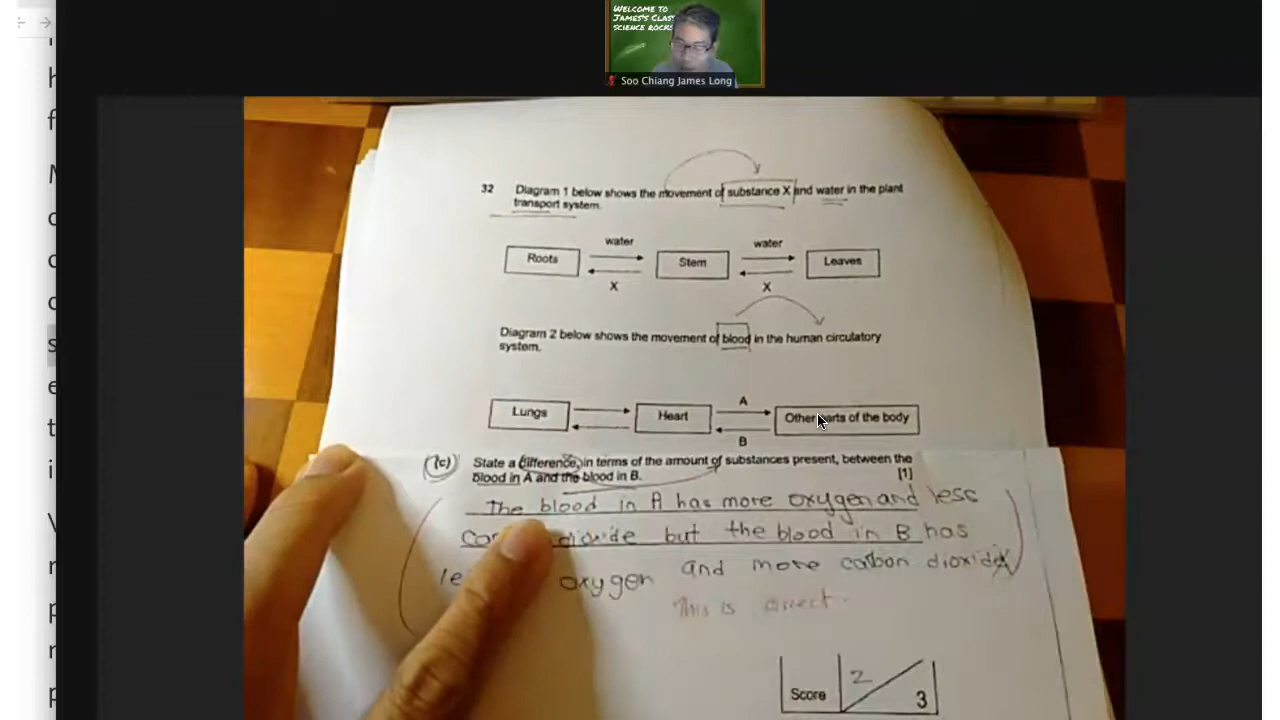 WELCOME TO
JAMES'S CLASS
SCIENCE ROCKS
Soo Chiang James Long
32 Diagram 1 below shows the movement of substance X and water in the plant
transport system.
water water
Roots Stem Leaves
X X
Diagram 2 below shows the movement of blood in the human circulatory
system.
A
Lungs Heart Other parts of the body
B
(c) State a difference, in terms of the amount of substances present, between the
blood in A and the blood in B. [1]
The blood in A has more oxygen and less
dioxide but the blood in B has
oxygen and more carbon dioxide
This is correct.
Score 2 3